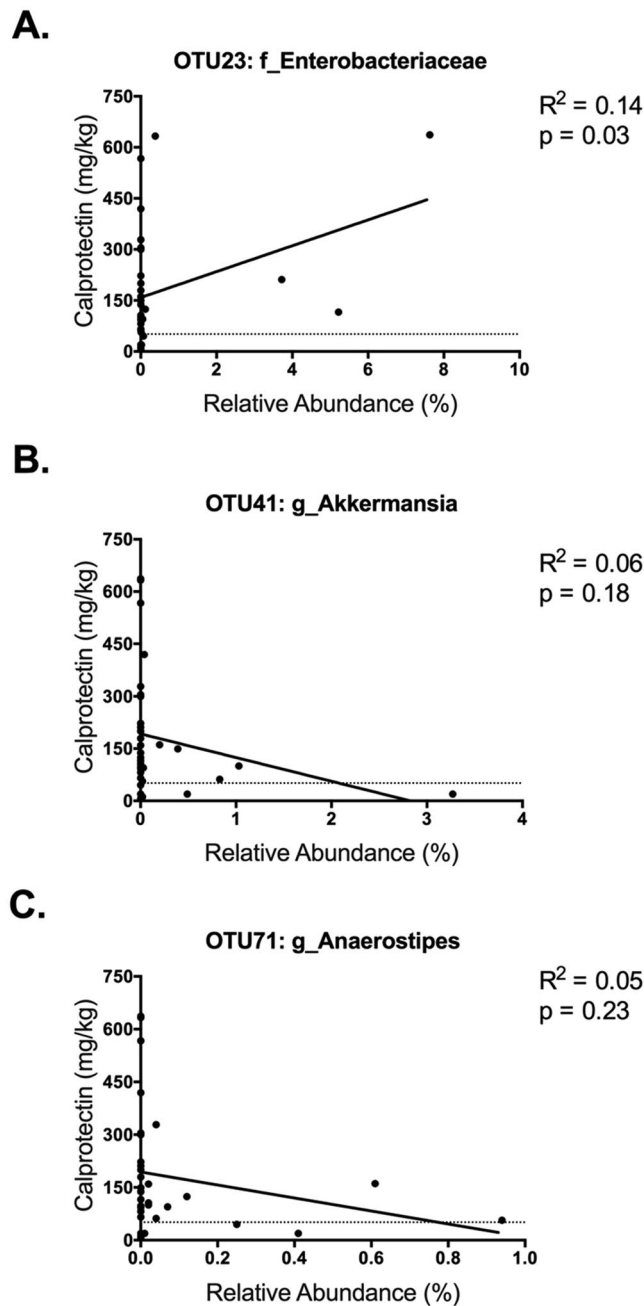 A.
OTU23: f_Enterobacteriaceae
R² = 0.14
p = 0.03
Calprotectin (mg/kg)
750
600
450
300
150
0
0 2 4 6 8 10
Relative Abundance (%)
B.
OTU41: g_Akkermansia
R² = 0.06
p = 0.18
Calprotectin (mg/kg)
750
600
450
300
150
0
0 1 2 3 4
Relative Abundance (%)
C.
OTU71: g_Anaerostipes
R² = 0.05
p = 0.23
Calprotectin (mg/kg)
750
600
450
300
150
0
0.0 0.2 0.4 0.6 0.8 1.0
Relative Abundance (%)